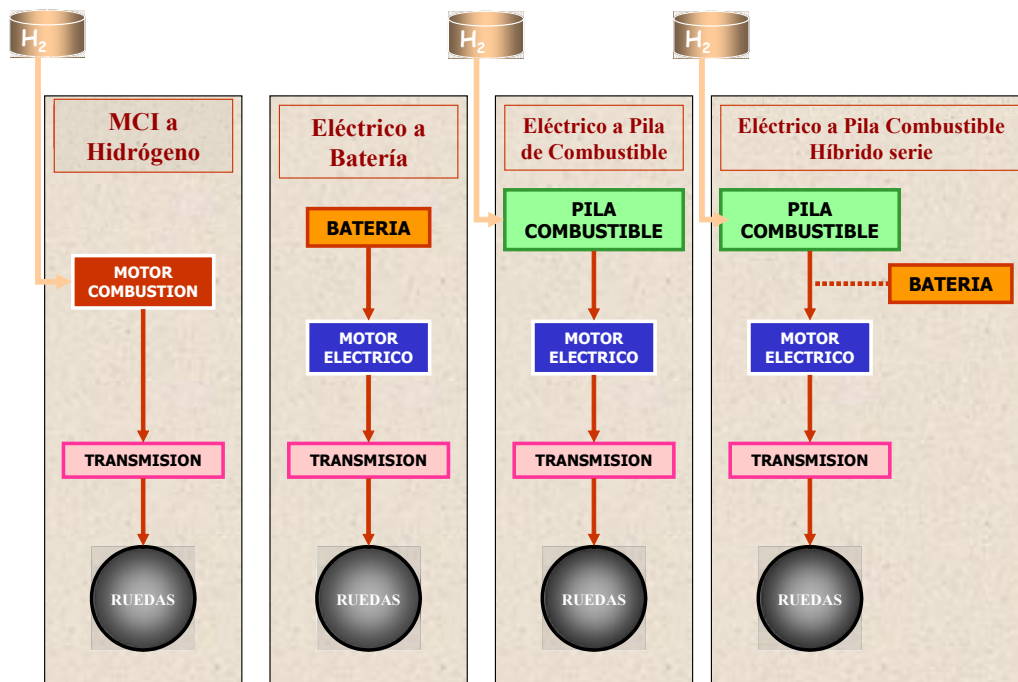 H2
MCI a
Hidrógeno
MOTOR
COMBUSTION
TRANSMISION
RUEDAS
Eléctrico a
Batería
BATERIA
MOTOR
ELECTRICO
TRANSMISION
RUEDAS
H2
Eléctrico a Pila
de Combustible
PILA
COMBUSTIBLE
MOTOR
ELECTRICO
TRANSMISION
RUEDAS
H2
Eléctrico a Pila Combustible
Híbrido serie
PILA
COMBUSTIBLE
BATERIA
MOTOR
ELECTRICO
TRANSMISION
RUEDAS